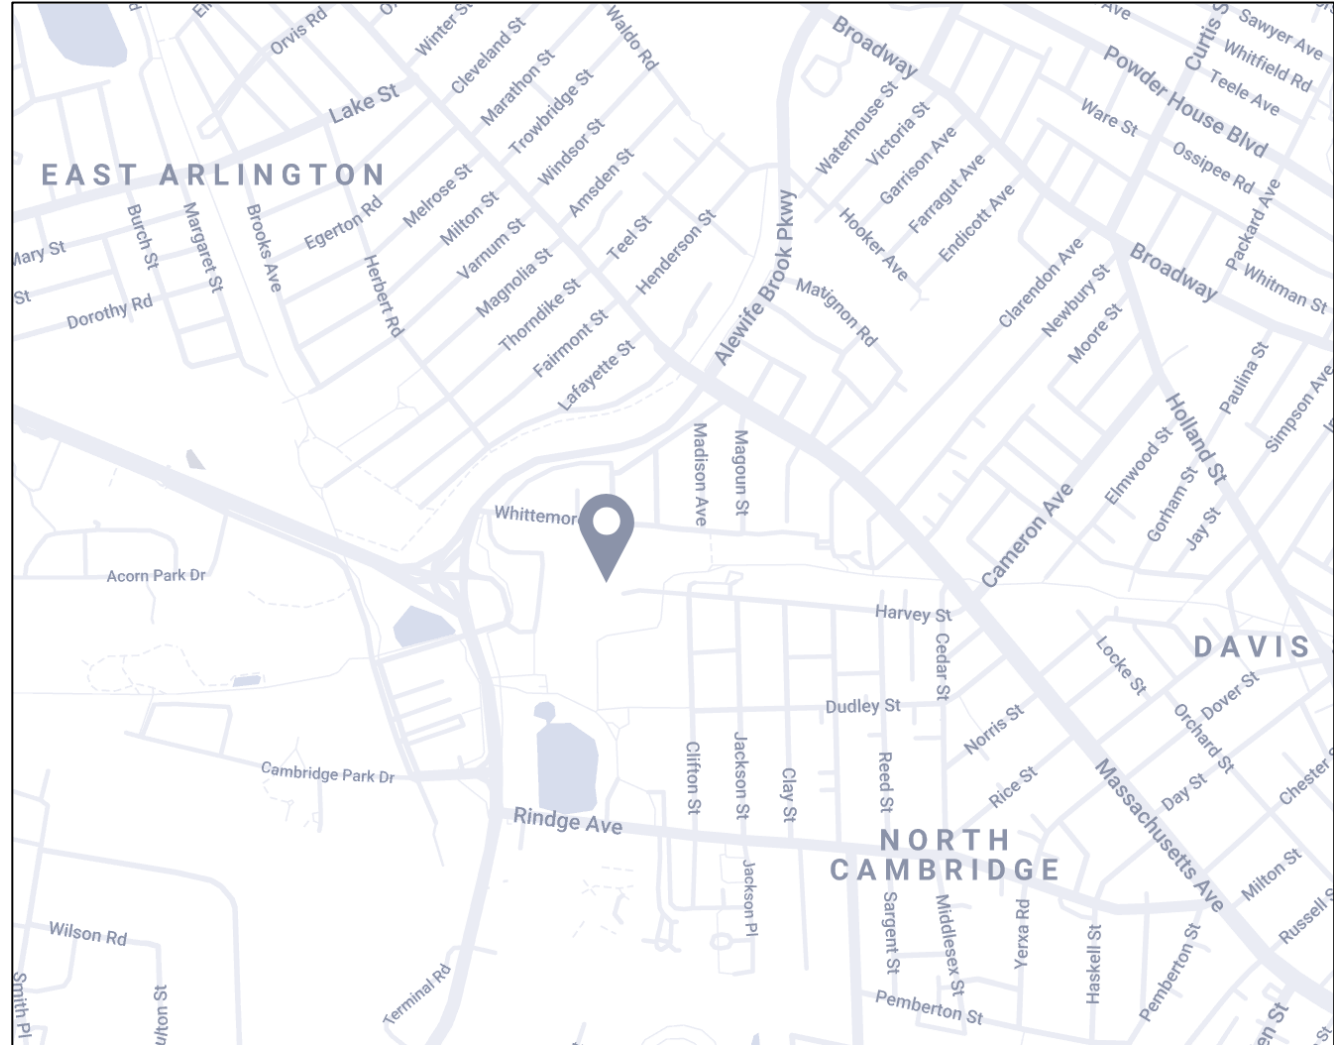 Orvis Rd
Winter St
Cleveland St
Waldo Rd
Broadway
Ave
Curtis S
Sawyer Ave
Whitfield Rd
Teele Ave
Powder House Blvd
Lake St
Marathon St
Trowbridge St
Windsor St
Amsden St
Waterhouse St
Victoria St
Garrison Ave
Farragut Ave
Endicott Ave
Ware St
Ossipee Rd
Packard Ave
EAST ARLINGTON
Burch St
Margaret St
Brooks Ave
Egerton Rd
Melrose St
Milton St
Varnum St
Magnolia St
Teel St
Henderson St
Alewife Brook Pkwy
Hooker Ave
Matignon Rd
Clarendon Ave
Newbury St
Moore St
Broadway
Whitman St
Mary St
St
Dorothy Rd
Herbert Rd
Thorndike St
Fairmont St
Lafayette St
Paulina St
Simpson Ave
Holland St
Madison Ave
Magoun St
Elmwood St
Gorham St
Jay St
Cameron Ave
Whittemor
Acorn Park Dr
Harvey St
Cedar St
DAVIS
Locke St
Dover St
Orchard St
Dudley St
Norris St
Rice St
Day St
Chester
Massachusetts Ave
Cambridge Park Dr
Clifton St
Jackson St
Clay St
Reed St
Rindge Ave
NORTH
CAMBRIDGE
Milton St
Russell S
Jackson Pl
Sargent St
Middlesex St
Yerxa Rd
Haskell St
Pemberton St
Pemberton St
Wilson Rd
Smith Pl
ulton St
Terminal Rd
en St
St